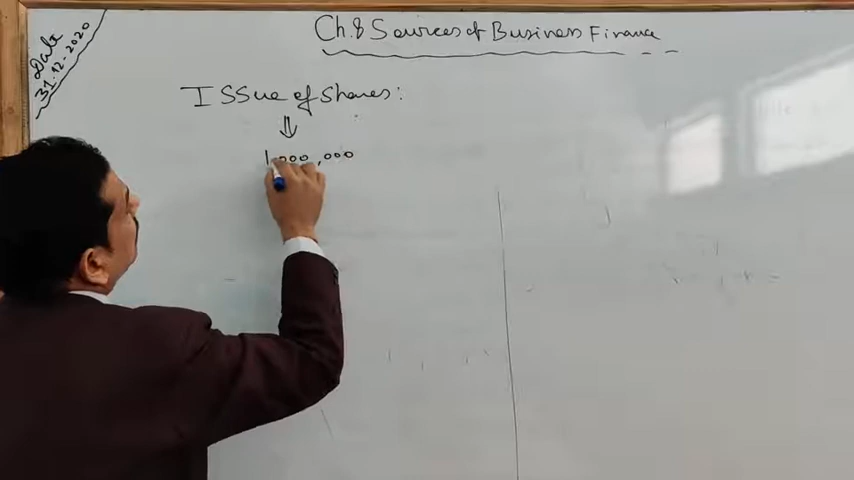 Date
31.12.2020
Ch.8 Sources of Business Finance
ISSue of Shares:
1,000,000